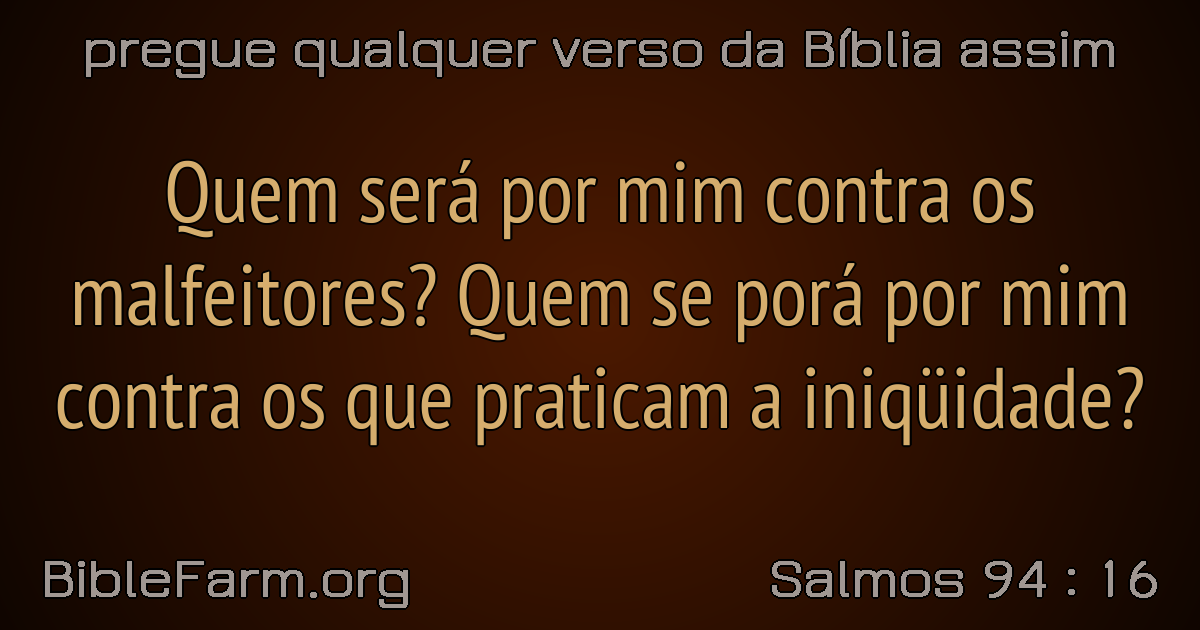 pregue qualquer verso da Bíblia assim
Quem será por mim contra os
malfeitores? Quem se porá por mim
contra os que praticam a iniqüidade?
BibleFarm.org
Salmos 94 : 16